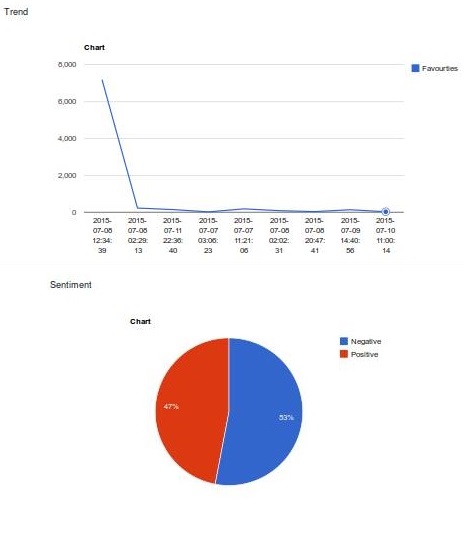 Trend
Chart
8,000
6,000
4,000
2,000
0
Favourties
2015- 2015- 2015- 2015- 2015- 2015- 2015- 2015- 2015-
07-08 07-08 07-11 07-07 07-07 07-08 07-08 07-09 07-10
12:34: 02:29: 22:36: 03:06: 11:21: 02:02: 20:47: 14:40: 11:00:
39 13 40 23 06 31 41 56 14
Sentiment
Chart
Negative
Positive
47%
53%